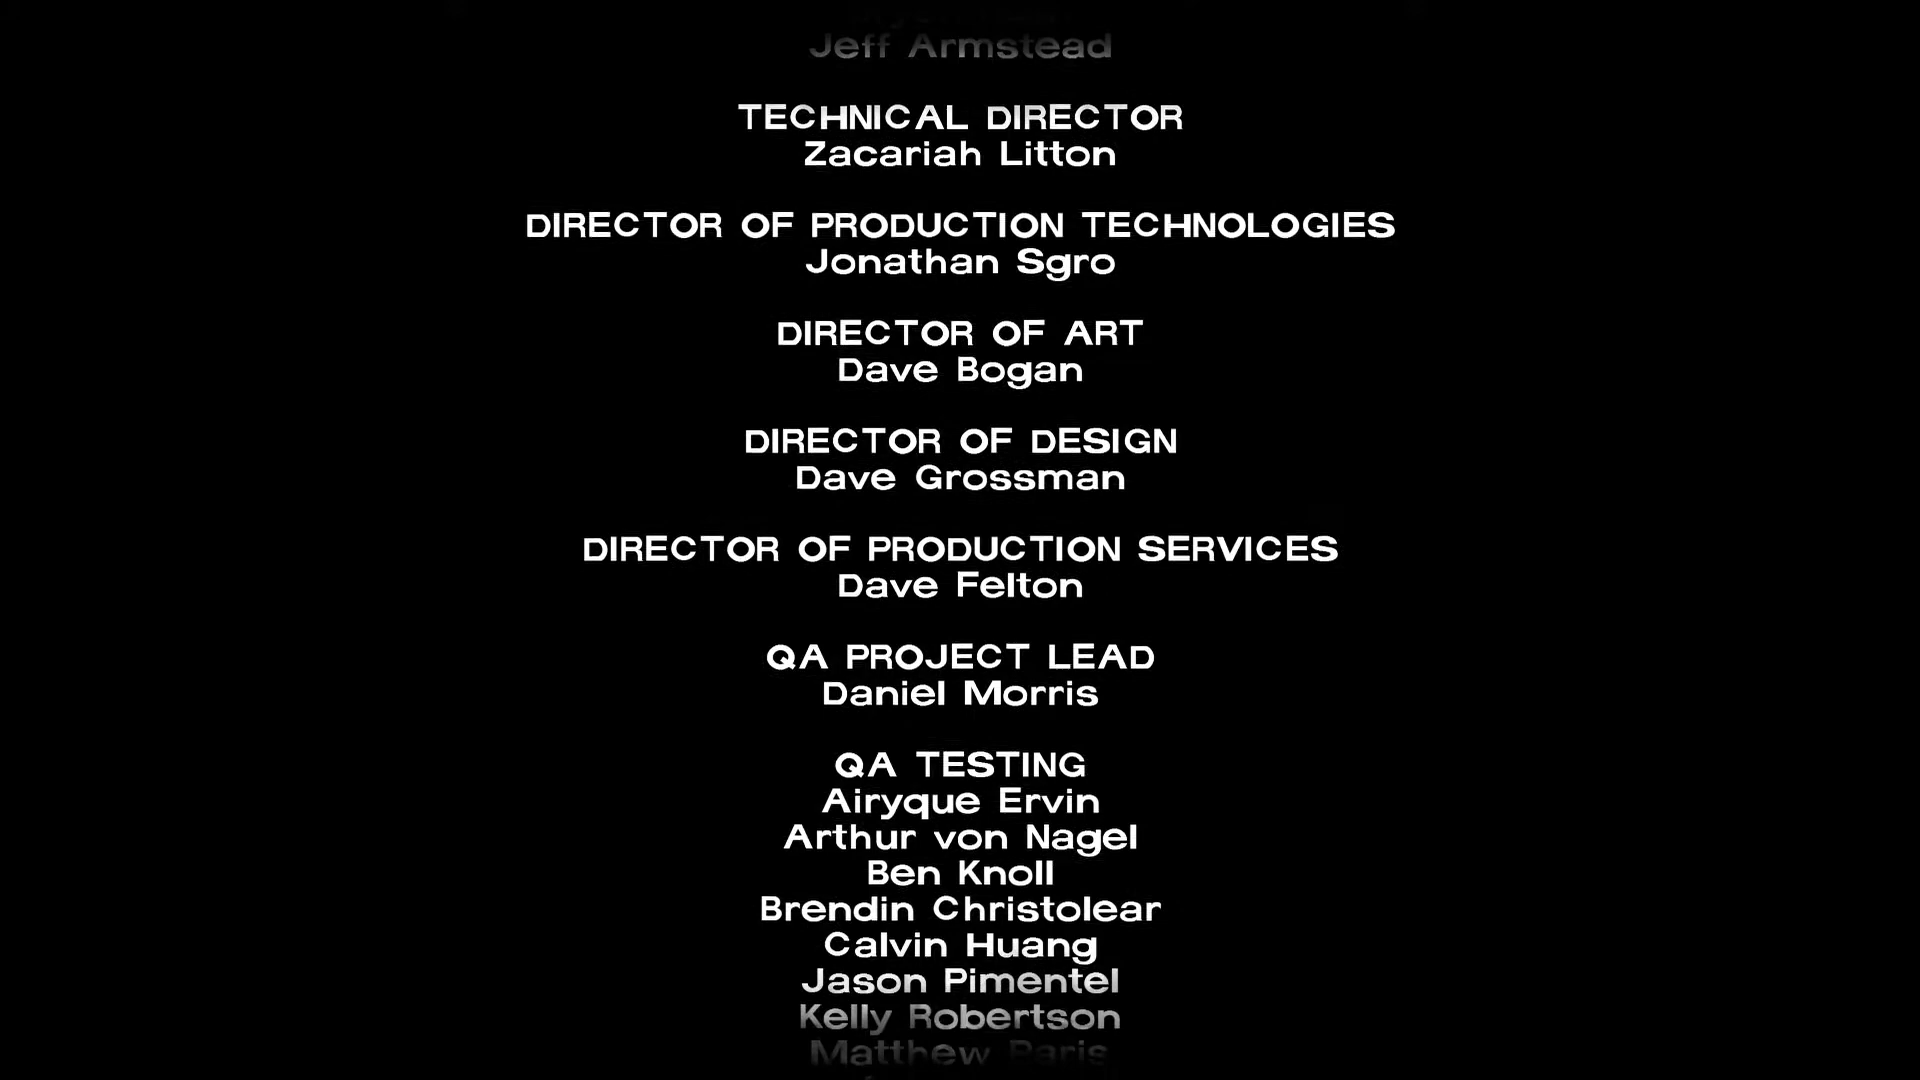 Jeff Armstead
TECHNICAL DIRECTOR
Zacariah Litton
DIRECTOR OF PRODUCTION TECHNOLOGIES
Jonathan Sgro
DIRECTOR OF ART
Dave Bogan
DIRECTOR OF DESIGN
Dave Grossman
DIRECTOR OF PRODUCTION SERVICES
Dave Felton
QA PROJECT LEAD
Daniel Morris
QA TESTING
Airyque Ervin
Arthur von Nagel
Ben Knoll
Brendin Christolear
Calvin Huang
Jason Pimentel
Kelly Robertson
Matthew Paris